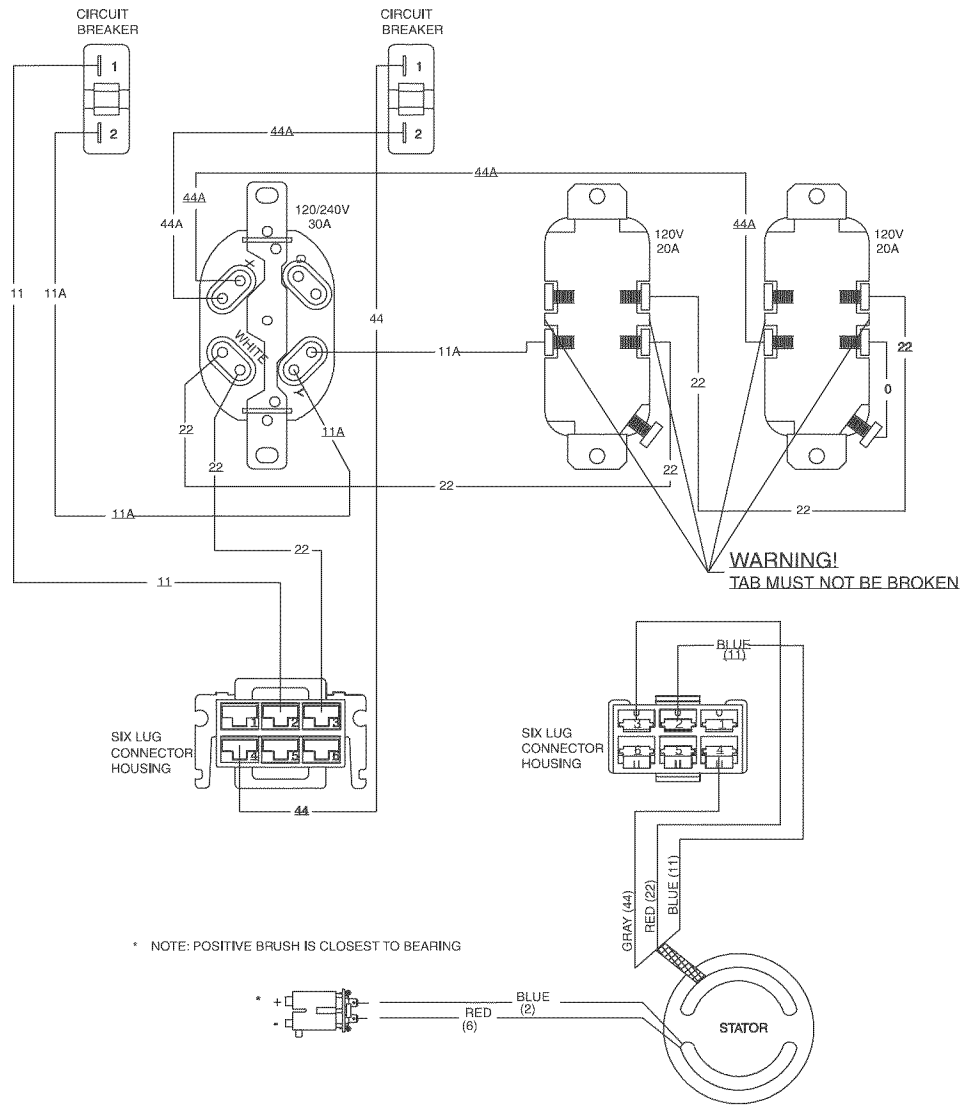 CIRCUIT
BREAKER
CIRCUIT
BREAKER
1
1
2
2
44A
44A
44A
44A
44A
120/240V
30A
120V
20A
120V
20A
X
G
11
11A
44
WHITE
11A
22
22
Y
0
22
11A
22
22
22
11A
22
22
WARNING!
TAB MUST NOT BE BROKEN
11
BLUE
(11)
SIX LUG
CONNECTOR
HOUSING
1
2
3
4
5
6
SIX LUG
CONNECTOR
HOUSING
3
2
1
6
5
4
44
GRAY (44)
RED (22)
BLUE (11)
* NOTE: POSITIVE BRUSH IS CLOSEST TO BEARING
* +
-
BLUE
(2)
RED
(6)
STATOR